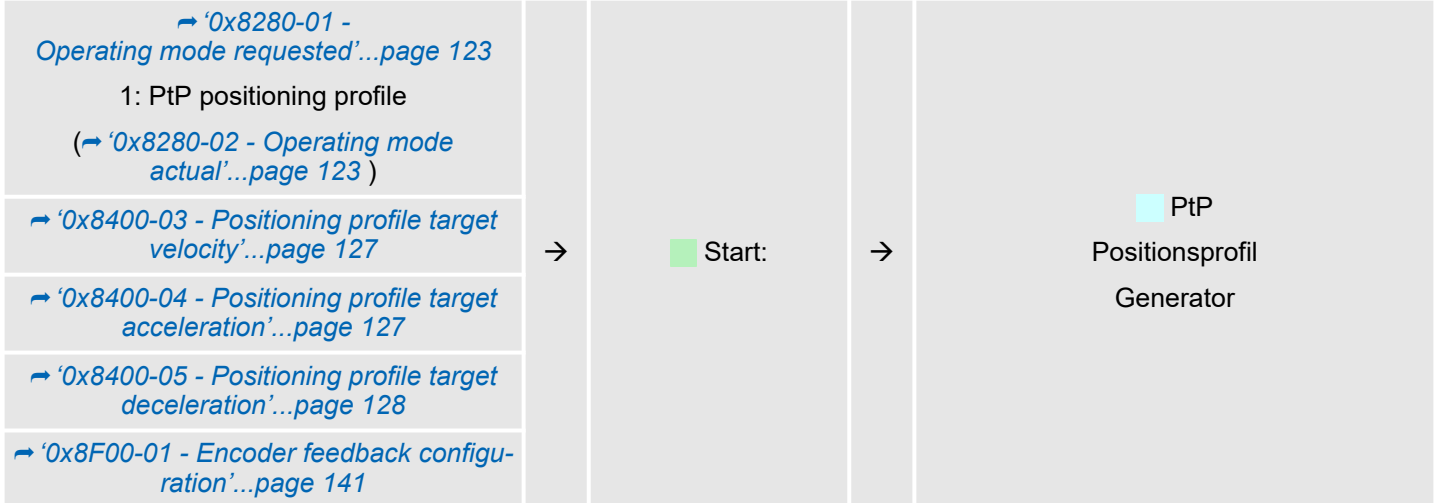 ➦ ‘0x8280-01 -
Operating mode requested’...page 123
1: PtP positioning profile
(➦ ‘0x8280-02 - Operating mode
actual’...page 123 )
➦ ‘0x8400-03 - Positioning profile target
velocity’...page 127
➦ ‘0x8400-04 - Positioning profile target
acceleration’...page 127
➦ ‘0x8400-05 - Positioning profile target
deceleration’...page 128
➦ ‘0x8F00-01 - Encoder feedback configu-
ration’...page 141
→
Start:
→
PtP
Positionsprofil
Generator